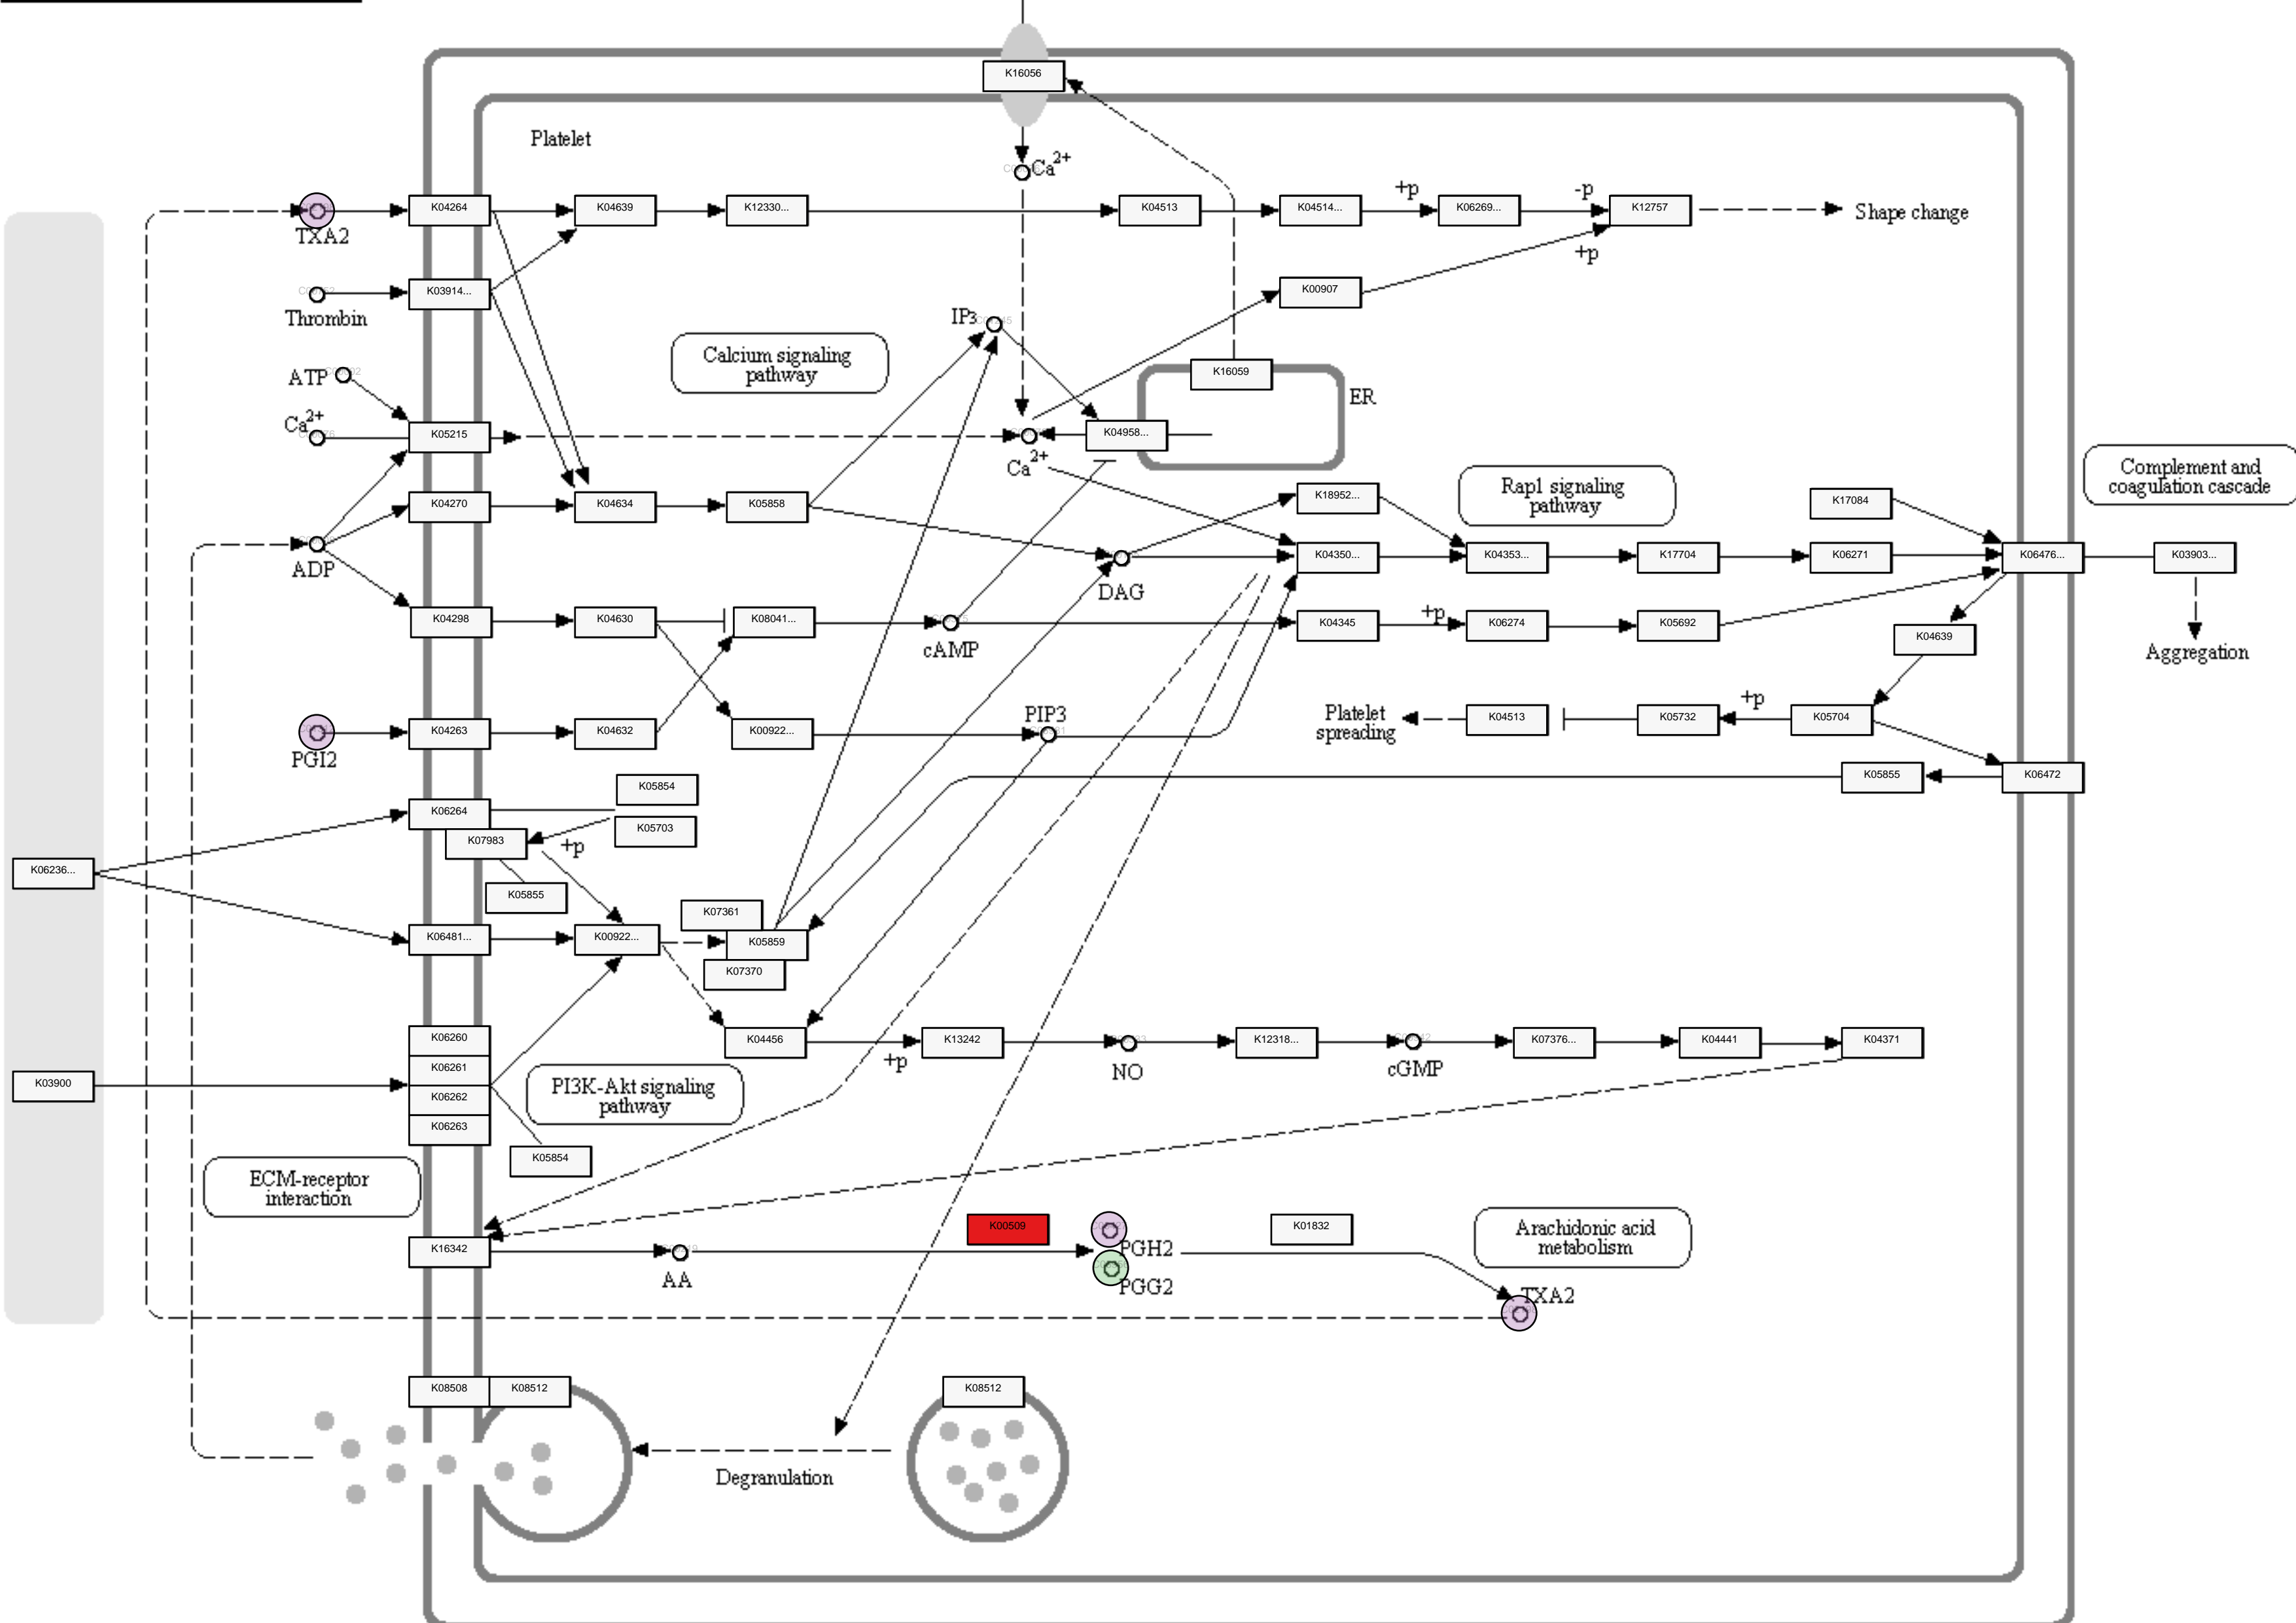 K16056
Platelet
Ca2+
K04264
K04639
K12330...
K04513
K04514...
+p
K06269...
-p
K12757
Shape change
TXA2
+p
K03914...
Thrombin
K00907
IP3
Calcium signaling
pathway
ATP
K16059
ER
Ca2+
K05215
K04958...
Ca2+
Complement and
coagulation cascade
Rap1 signaling
pathway
K04270
K04634
K05858
K18952...
K17084
ADP
DAG
K04350...
K04353...
K17704
K06271
K06476...
K03903...
K04298
K04630
K08041...
cAMP
K04345
+p
K06274
K05692
K04639
Aggregation
PGI2
K04263
K04632
K00922...
PIP3
Platelet
spreading
K04513
K05732
+p
K05704
K05854
K05855
K06472
K06264
K05703
K07983
+p
K06236...
K05855
K07361
K06481...
K00922...
K05859
K07370
K06260
K04456
+p
K13242
NO
K12318...
cGMP
K07376...
K04441
K04371
K06261
K03900
K06262
PI3K-Akt signaling
pathway
K06263
K05854
ECM-receptor
interaction
K16342
AA
K00509
PGH2
PGG2
K01832
Arachidonic acid
metabolism
TXA2
K08508
K08512
K08512
Degranulation